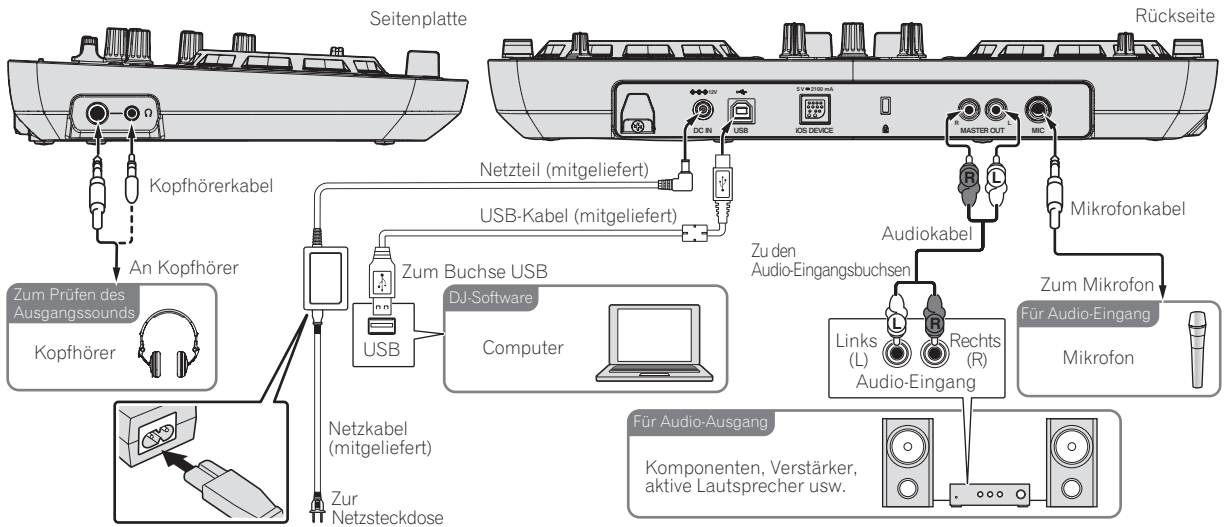 Seitenplatte
Rückseite
12V
5 V 2100 mA
DC IN
USB
iOS DEVICE
R
MASTER OUT
L
MIC
Kopfhörerkabel
An Kopfhörer
Zum Prüfen des
Ausgangssounds
Kopfhörer
Netzteil (mitgeliefert)
USB-Kabel (mitgeliefert)
Zum Buchse USB
USB
DJ-Software
Computer
Netzkabel
(mitgeliefert)
Zur
Netzsteckdose
R
L
Audiokabel
Zu den
Audio-Eingangsbuchsen
L
R
Links
(L)
Rechts
(R)
Audio-Eingang
Mikrofonkabel
Zum Mikrofon
Für Audio-Eingang
Mikrofon
Für Audio-Ausgang
Komponenten, Verstärker,
aktive Lautsprecher usw.